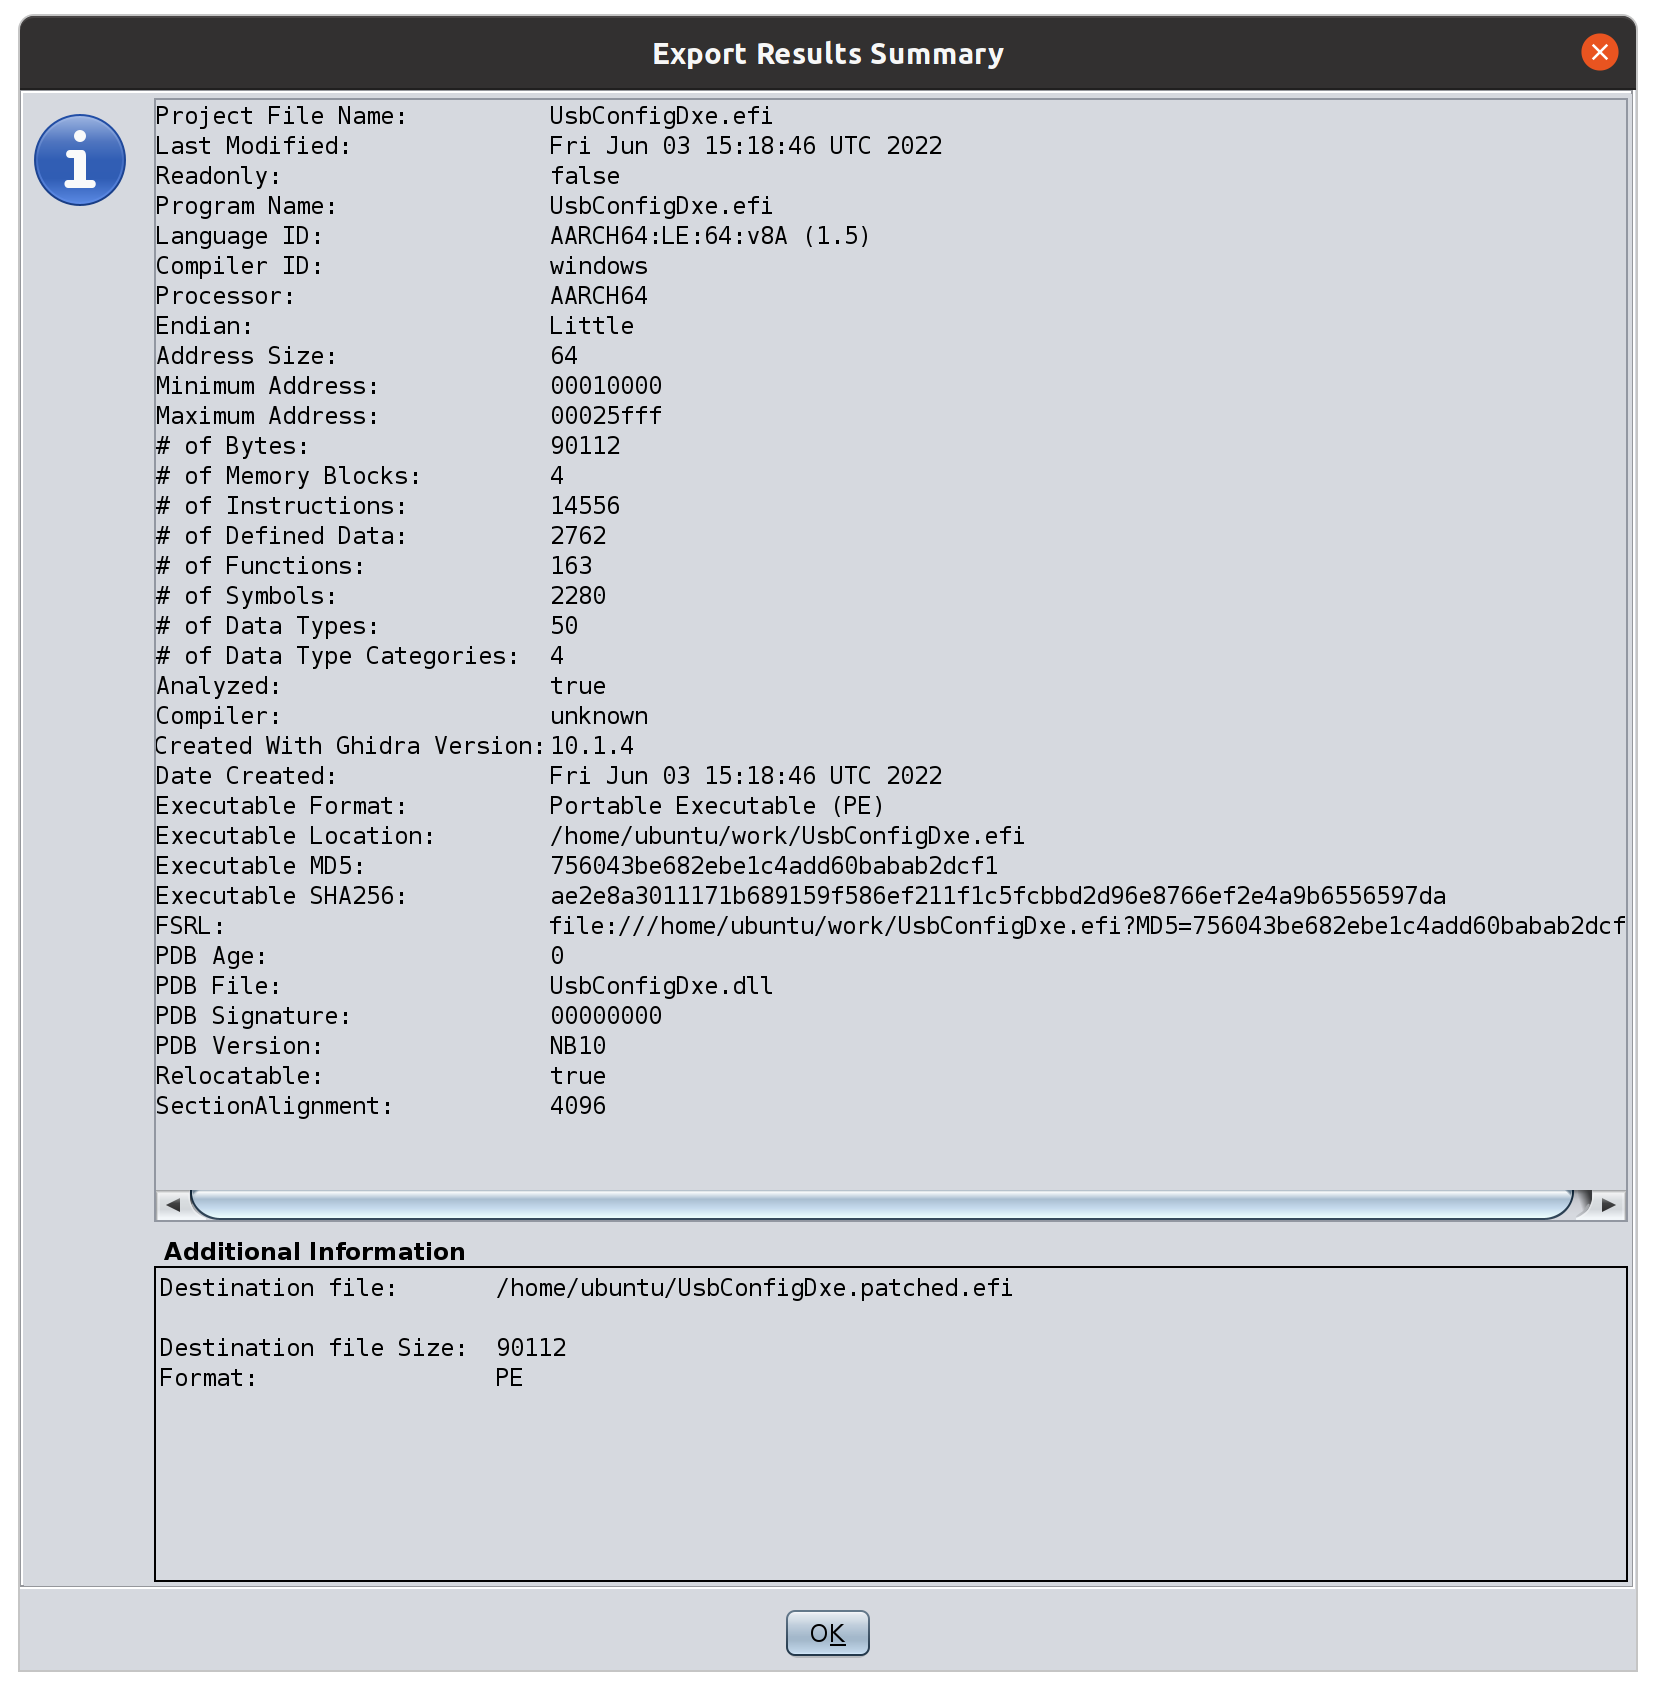 Export Results Summary
Project File Name: UsbConfigDxe.efi
Last Modified: Fri Jun 03 15:18:46 UTC 2022
Readonly: false
Program Name: UsbConfigDxe.efi
Language ID: AARCH64:LE:64:v8A (1.5)
Compiler ID: windows
Processor: AARCH64
Endian: Little
Address Size: 64
Minimum Address: 00010000
Maximum Address: 00025fff
# of Bytes: 90112
# of Memory Blocks: 4
# of Instructions: 14556
# of Defined Data: 2762
# of Functions: 163
# of Symbols: 2280
# of Data Types: 50
# of Data Type Categories: 4
Analyzed: true
Compiler: unknown
Created With Ghidra Version: 10.1.4
Date Created: Fri Jun 03 15:18:46 UTC 2022
Executable Format: Portable Executable (PE)
Executable Location: /home/ubuntu/work/UsbConfigDxe.efi
Executable MD5: 756043be682ebe1c4add60babab2dcf1
Executable SHA256: ae2e8a3011171b689159f586ef211f1c5fcbbd2d96e8766ef2e4a9b6556597da
FSRL: file:///home/ubuntu/work/UsbConfigDxe.efi?MD5=756043be682ebe1c4add60babab2dcf
PDB Age: 0
PDB File: UsbConfigDxe.dll
PDB Signature: 00000000
PDB Version: NB10
Relocatable: true
SectionAlignment: 4096
Additional Information
Destination file: /home/ubuntu/UsbConfigDxe.patched.efi
Destination file Size: 90112
Format: PE
OK